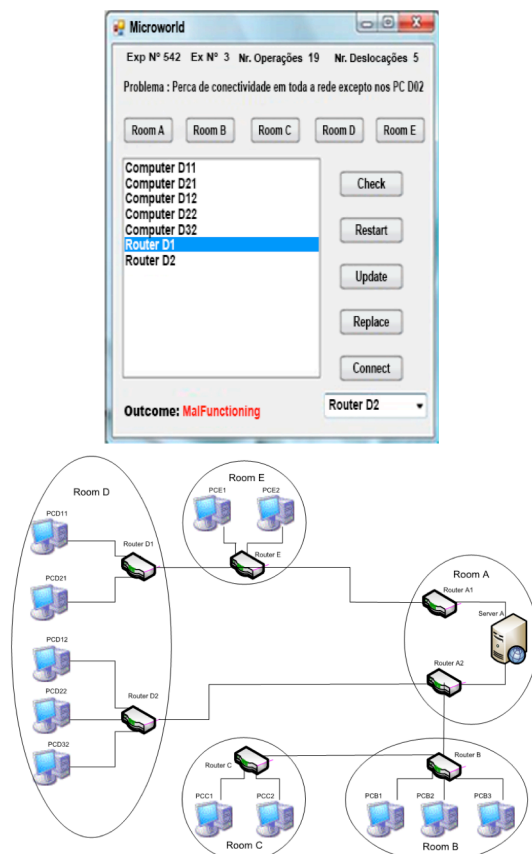 Microworld
Exp Nº 542 Ex Nº 3 Nr. Operações 19 Nr. Deslocações 5
Problema : Perca de conectividade em toda a rede excepto nos PC D02
Room A Room B Room C Room D Room E
Computer D11
Computer D21
Computer D12
Computer D22
Computer D32
Router D1
Router D2
Check
Restart
Update
Replace
Connect
Outcome: MalFunctioning
Router D2
Room D
PCD11
Router D1
PCD21
PCD12
PCD22
Router D2
PCD32
Room E
PCE1 PCE2
Router E
Room A
Router A1
Server A
Router A2
Router C
PCC1 PCC2
Room C
Router B
PCB1 PCB2 PCB3
Room B